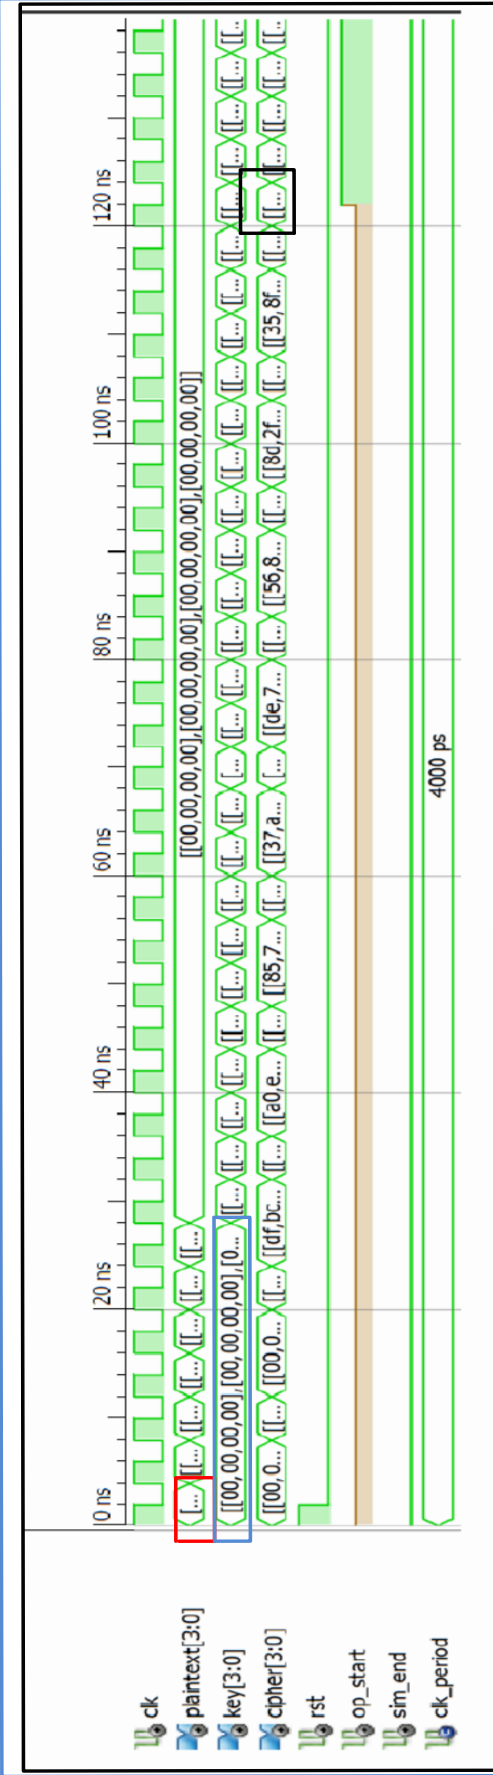 0 ns 20 ns 40 ns 60 ns 80 ns 100 ns 120 ns
clk
plaintext[3:0] [... [[... [[... [[... [[... [[... [[... [[00,00,00,00],[00,00,00,00],[00,00,00,00],[00,00,00,00]]
key[3:0] [[00,00,00,00],[00,00,00,00],[0... [[... [[... [[... [[... [[... [[... [[... [[... [[... [[... [... [[... [[... [[... [[... [[... [[... [[... [[... [[... [[... [[... [[... [[... [[... [[... [[... [[...
cipher[3:0] [[00,0... [[... [[00,0... [[... [[df,bc... [[... [[a0,e... [[... [[85,7... [[... [[37,a... [... [[de,7... [[... [[56,8... [[... [[8d,2f... [[... [[35,8f... [[... [[... [[... [[... [[... [[...
rst
op_start
sim_end
clk_period 4000 ps